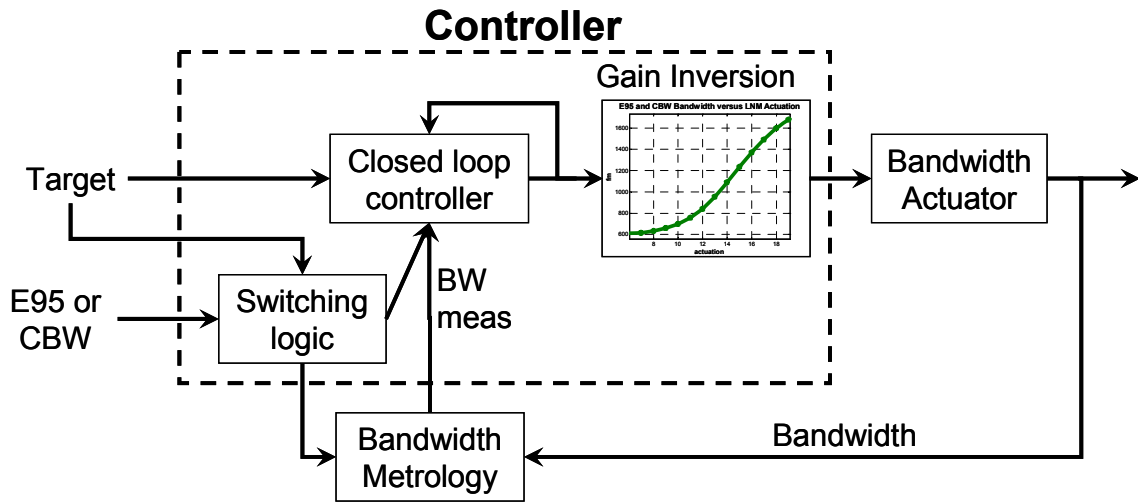 Controller
Gain Inversion
E95 and CBW Bandwidth versus LNM Actuation
1600
1400
1200
1000
800
600
fm
8
10
12
14
16
18
actuation
Target
Closed loop
controller
Bandwidth
Actuator
E95 or
CBW
Switching
logic
BW
meas
Bandwidth
Metrology
Bandwidth